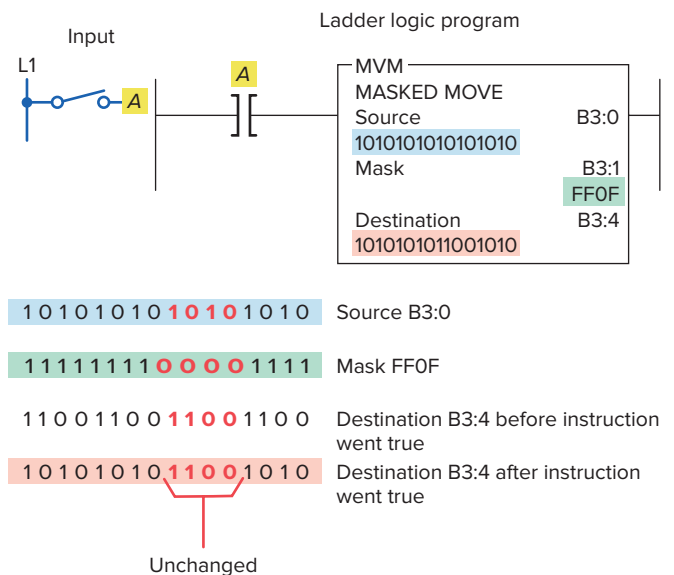 Ladder logic program
Input
L1
A
A
MVM
MASKED MOVE
Source B3:0
1010101010101010
Mask B3:1
FF0F
Destination B3:4
1010101011001010
1 0 1 0 1 0 1 0 1 0 1 0 1 0 1 0 Source B3:0
1 1 1 1 1 1 1 1 0 0 0 0 1 1 1 1 Mask FF0F
1 1 0 0 1 1 0 0 1 1 0 0 1 1 0 0 Destination B3:4 before instruction
went true
1 0 1 0 1 0 1 0 1 1 0 0 1 0 1 0 Destination B3:4 after instruction
went true
Unchanged